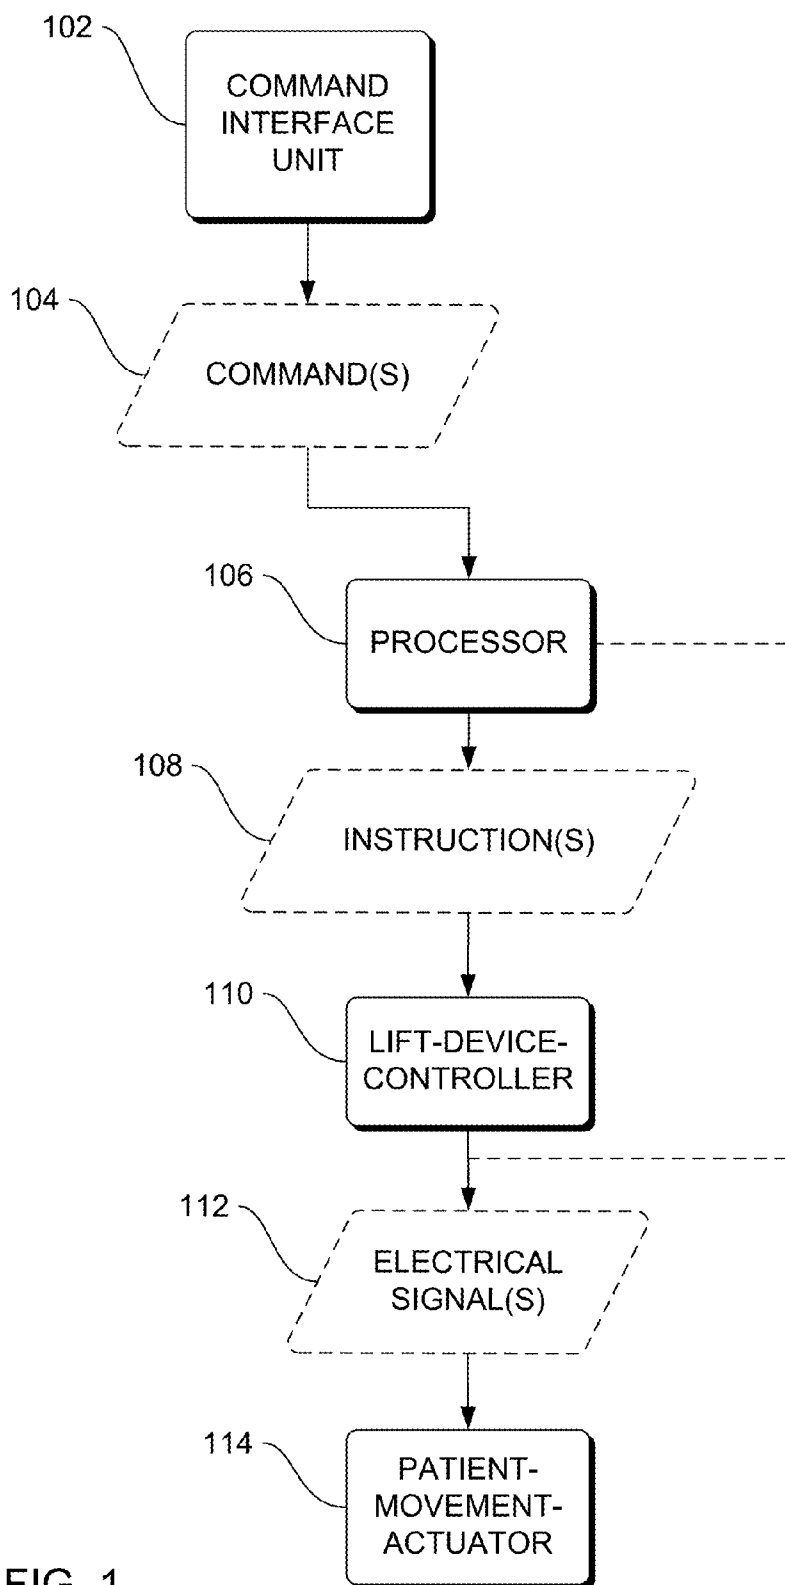 102
COMMAND
INTERFACE
UNIT
104
COMMAND(S)
106
PROCESSOR
108
INSTRUCTION(S)
110
LIFT-DEVICE-
CONTROLLER
112
ELECTRICAL
SIGNAL(S)
114
PATIENT-
MOVEMENT-
ACTUATOR
FIG. 1